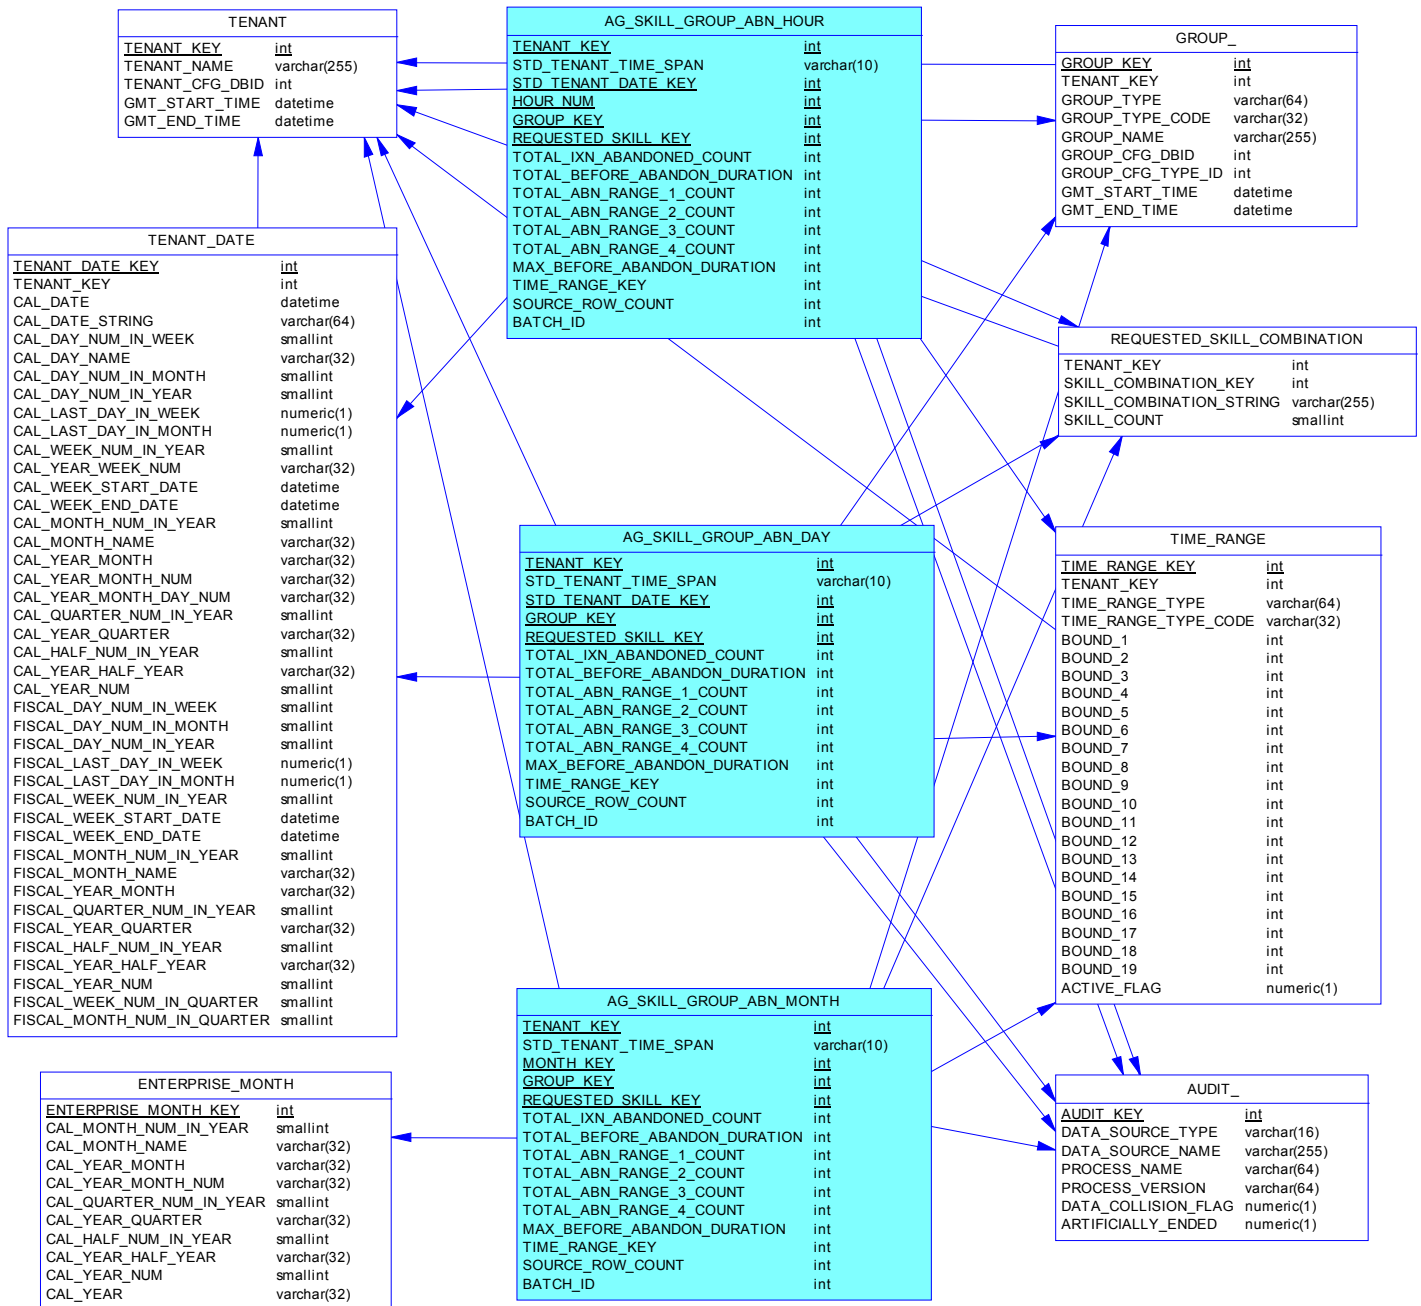 TENANT
TENANT_KEY int
TENANT_NAME varchar(255)
TENANT_CFG_DBID int
GMT_START_TIME datetime
GMT_END_TIME datetime
AG_SKILL_GROUP_ABN_HOUR
TENANT_KEY int
STD_TENANT_TIME_SPAN varchar(10)
STD_TENANT_DATE_KEY int
HOUR_NUM int
GROUP_KEY int
REQUESTED_SKILL_KEY int
TOTAL_IXN_ABANDONED_COUNT int
TOTAL_BEFORE_ABANDON_DURATION int
TOTAL_ABN_RANGE_1_COUNT int
TOTAL_ABN_RANGE_2_COUNT int
TOTAL_ABN_RANGE_3_COUNT int
TOTAL_ABN_RANGE_4_COUNT int
MAX_BEFORE_ABANDON_DURATION int
TIME_RANGE_KEY int
SOURCE_ROW_COUNT int
BATCH_ID int
GROUP_
GROUP_KEY int
TENANT_KEY int
GROUP_TYPE varchar(64)
GROUP_TYPE_CODE varchar(32)
GROUP_NAME varchar(255)
GROUP_CFG_DBID int
GROUP_CFG_TYPE_ID int
GMT_START_TIME datetime
GMT_END_TIME datetime
TENANT_DATE
TENANT_DATE_KEY int
TENANT_KEY int
CAL_DATE datetime
CAL_DATE_STRING varchar(64)
CAL_DAY_NUM_IN_WEEK smallint
CAL_DAY_NAME varchar(32)
CAL_DAY_NUM_IN_MONTH smallint
CAL_DAY_NUM_IN_YEAR smallint
CAL_LAST_DAY_IN_WEEK numeric(1)
CAL_LAST_DAY_IN_MONTH numeric(1)
CAL_WEEK_NUM_IN_YEAR smallint
CAL_YEAR_WEEK_NUM varchar(32)
CAL_WEEK_START_DATE datetime
CAL_WEEK_END_DATE datetime
CAL_MONTH_NUM_IN_YEAR smallint
CAL_MONTH_NAME varchar(32)
CAL_YEAR_MONTH varchar(32)
CAL_YEAR_MONTH_NUM varchar(32)
CAL_YEAR_MONTH_DAY_NUM varchar(32)
CAL_QUARTER_NUM_IN_YEAR smallint
CAL_YEAR_QUARTER varchar(32)
CAL_HALF_NUM_IN_YEAR smallint
CAL_YEAR_HALF_YEAR varchar(32)
CAL_YEAR_NUM smallint
FISCAL_DAY_NUM_IN_WEEK smallint
FISCAL_DAY_NUM_IN_MONTH smallint
FISCAL_DAY_NUM_IN_YEAR smallint
FISCAL_LAST_DAY_IN_WEEK numeric(1)
FISCAL_LAST_DAY_IN_MONTH numeric(1)
FISCAL_WEEK_NUM_IN_YEAR smallint
FISCAL_WEEK_START_DATE datetime
FISCAL_WEEK_END_DATE datetime
FISCAL_MONTH_NUM_IN_YEAR smallint
FISCAL_MONTH_NAME varchar(32)
FISCAL_YEAR_MONTH varchar(32)
FISCAL_QUARTER_NUM_IN_YEAR smallint
FISCAL_YEAR_QUARTER varchar(32)
FISCAL_HALF_NUM_IN_YEAR smallint
FISCAL_YEAR_HALF_YEAR varchar(32)
FISCAL_YEAR_NUM smallint
FISCAL_WEEK_NUM_IN_QUARTER smallint
FISCAL_MONTH_NUM_IN_QUARTER smallint
REQUESTED_SKILL_COMBINATION
TENANT_KEY int
SKILL_COMBINATION_KEY int
SKILL_COMBINATION_STRING varchar(255)
SKILL_COUNT smallint
AG_SKILL_GROUP_ABN_DAY
TENANT_KEY int
STD_TENANT_TIME_SPAN varchar(10)
STD_TENANT_DATE_KEY int
GROUP_KEY int
REQUESTED_SKILL_KEY int
TOTAL_IXN_ABANDONED_COUNT int
TOTAL_BEFORE_ABANDON_DURATION int
TOTAL_ABN_RANGE_1_COUNT int
TOTAL_ABN_RANGE_2_COUNT int
TOTAL_ABN_RANGE_3_COUNT int
TOTAL_ABN_RANGE_4_COUNT int
MAX_BEFORE_ABANDON_DURATION int
TIME_RANGE_KEY int
SOURCE_ROW_COUNT int
BATCH_ID int
TIME_RANGE
TIME_RANGE_KEY int
TENANT_KEY int
TIME_RANGE_TYPE varchar(64)
TIME_RANGE_TYPE_CODE varchar(32)
BOUND_1 int
BOUND_2 int
BOUND_3 int
BOUND_4 int
BOUND_5 int
BOUND_6 int
BOUND_7 int
BOUND_8 int
BOUND_9 int
BOUND_10 int
BOUND_11 int
BOUND_12 int
BOUND_13 int
BOUND_14 int
BOUND_15 int
BOUND_16 int
BOUND_17 int
BOUND_18 int
BOUND_19 int
ACTIVE_FLAG numeric(1)
ENTERPRISE_MONTH
ENTERPRISE_MONTH_KEY int
CAL_MONTH_NUM_IN_YEAR smallint
CAL_MONTH_NAME varchar(32)
CAL_YEAR_MONTH varchar(32)
CAL_YEAR_MONTH_NUM varchar(32)
CAL_QUARTER_NUM_IN_YEAR smallint
CAL_YEAR_QUARTER varchar(32)
CAL_HALF_NUM_IN_YEAR smallint
CAL_YEAR_HALF_YEAR varchar(32)
CAL_YEAR_NUM smallint
CAL_YEAR varchar(32)
AG_SKILL_GROUP_ABN_MONTH
TENANT_KEY int
STD_TENANT_TIME_SPAN varchar(10)
MONTH_KEY int
GROUP_KEY int
REQUESTED_SKILL_KEY int
TOTAL_IXN_ABANDONED_COUNT int
TOTAL_BEFORE_ABANDON_DURATION int
TOTAL_ABN_RANGE_1_COUNT int
TOTAL_ABN_RANGE_2_COUNT int
TOTAL_ABN_RANGE_3_COUNT int
TOTAL_ABN_RANGE_4_COUNT int
MAX_BEFORE_ABANDON_DURATION int
TIME_RANGE_KEY int
SOURCE_ROW_COUNT int
BATCH_ID int
AUDIT_
AUDIT_KEY int
DATA_SOURCE_TYPE varchar(16)
DATA_SOURCE_NAME varchar(255)
PROCESS_NAME varchar(64)
PROCESS_VERSION varchar(64)
DATA_COLLISION_FLAG numeric(1)
ARTIFICIALLY_ENDED numeric(1)